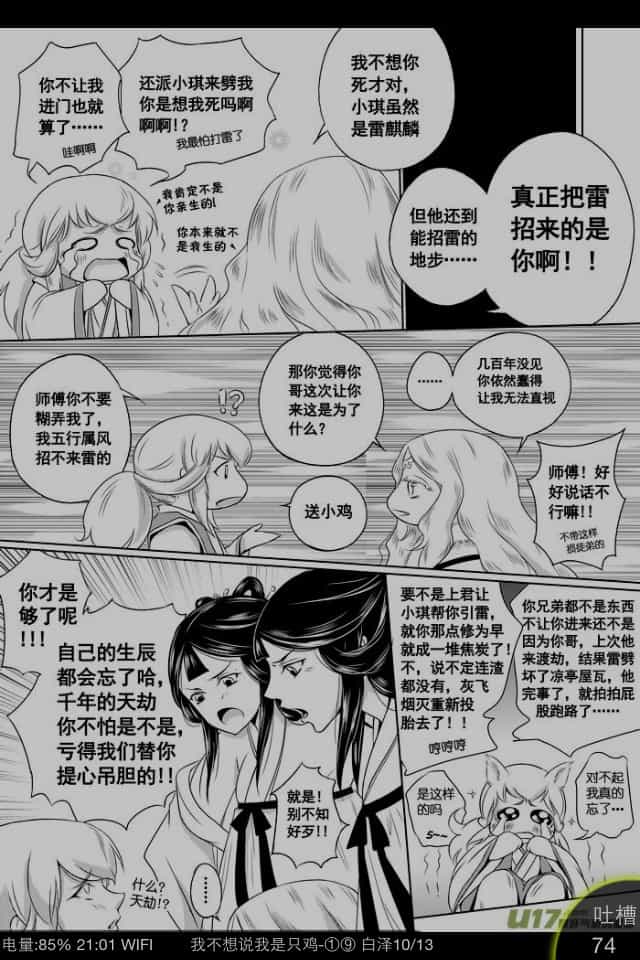 你不让我
进门也就
算了……
哇啊啊
还派小琪来劈我
你是想我死吗啊
啊啊!?
我最怕打雷了
我肯定不是
你亲生的!
你本来就不
是我生的、
我不想你
死才对，
小琪虽然
是雷麒麟
但他还到
能招雷的
地步……
真正把雷
招来的是
你啊！！
师傅你不要
糊弄我了，
我五行属风
招不来雷的
!?
那你觉得你
哥这次让你
来这是为了
什么？
送小鸡
……
几百年没见
你依然蠢得
让我无法直视
师傅！好
好说话不
行嘛!!
不带这样
损徒弟的
你才是
够了呢!
!!!
自己的生辰
都会忘了哈，
千年的天劫
你不怕是不是，
亏得我们替你
提心吊胆的!!
就是！
别不知
好歹!!
……
什么？
天劫!?
要不是上君让
小琪帮你引雷，
就你那点修为早
就成一堆焦炭了！
不，说不定连渣
都没有，灰飞
烟灭重新投
胎去了！！
哼哼哼
你兄弟都不是东西
不让你进来还不是
因为你哥，上次他
来渡劫，结果雷劈
坏了凉亭屋瓦，他
完事了，就拍拍屁
股跑路了……
是这样
的吗
对不起
我真的
忘了…
U17
吐槽
74
电量:85% 21:01 WIFI
我不想说我是只鸡-①⑨ 白泽10/13